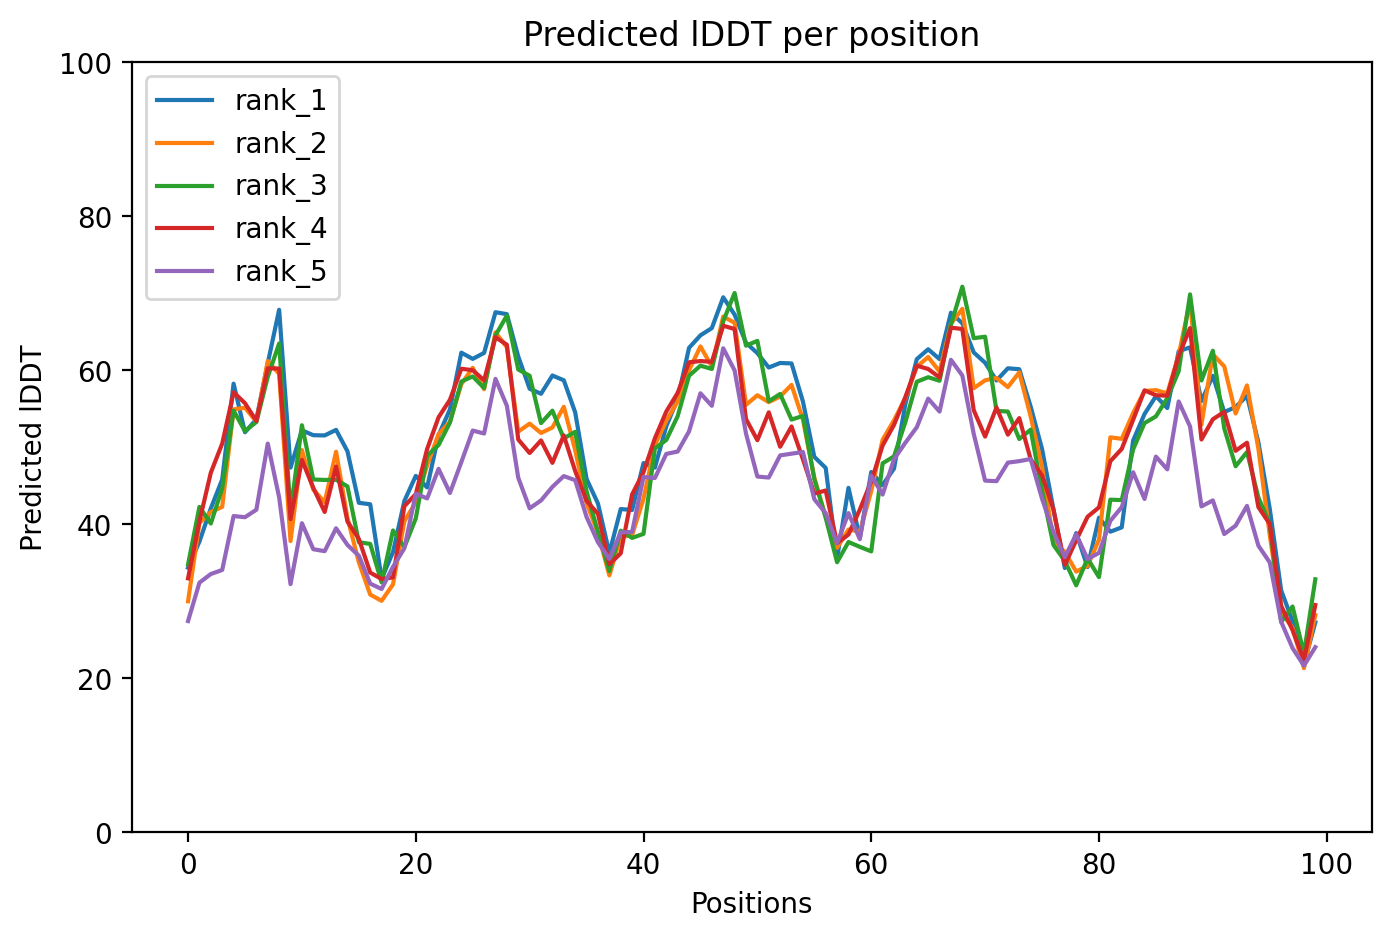 Predicted lDDT per position
100
80
60
40
20
0
Predicted lDDT
rank_1
rank_2
rank_3
rank_4
rank_5
0 20 40 60 80 100
Positions